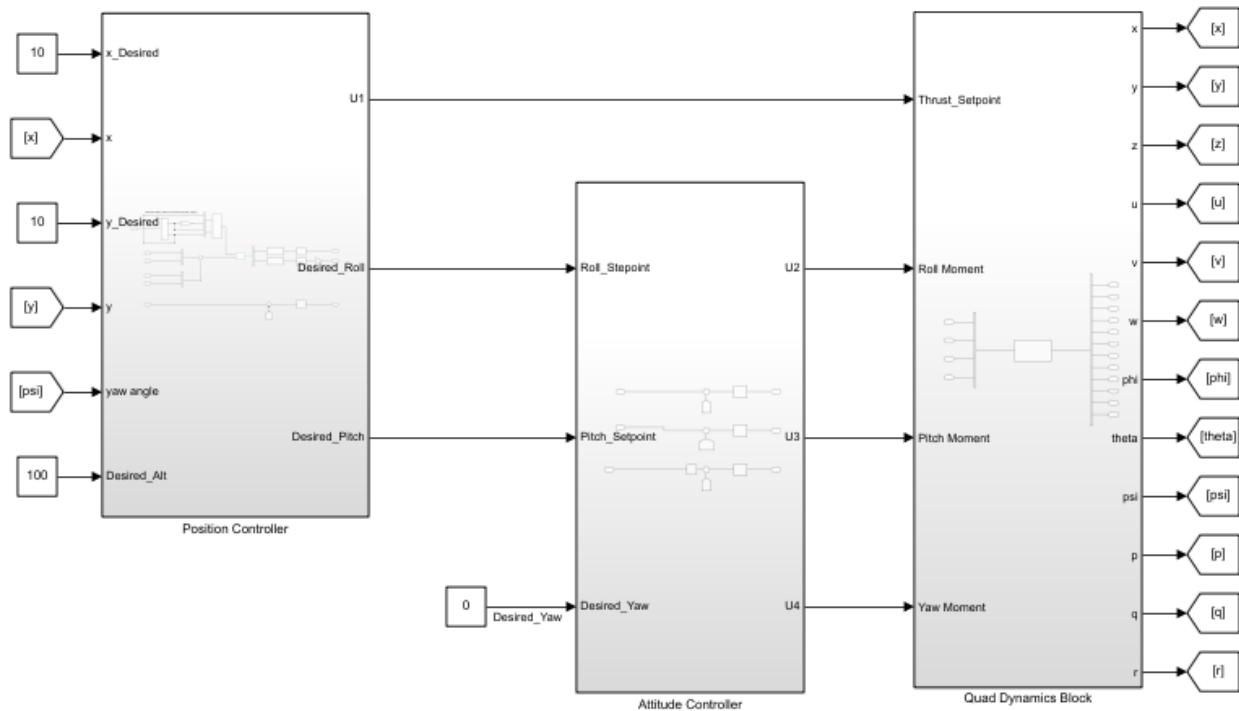 10
x_Desired
[x]
x
10
y_Desired
[y]
y
[psi]
yaw angle
100
Desired_Alt
U1
Desired_Roll
Desired_Pitch
Position Controller
0
Desired_Yaw
Roll_Stepoint
Pitch_Setpoint
Desired_Yaw
U2
U3
U4
Attitude Controller
Thrust_Setpoint
Roll Moment
Pitch Moment
Yaw Moment
x
[x]
y
[y]
z
[z]
u
[u]
v
[v]
w
[w]
phi
[phi]
theta
[theta]
psi
[psi]
p
[p]
q
[q]
r
[r]
Quad Dynamics Block